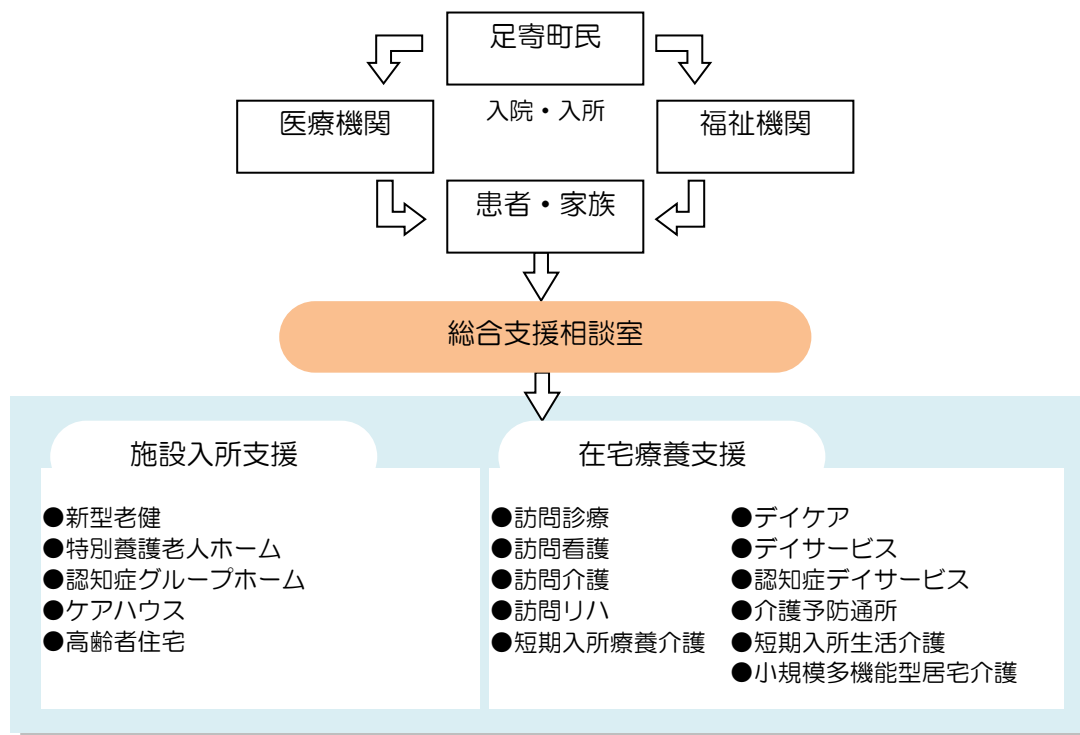 足寄町民
入院・入所
医療機関
福祉機関
患者・家族
総合支援相談室
施設入所支援
●新型老健
●特別養護老人ホーム
●認知症グループホーム
●ケアハウス
●高齢者住宅
在宅療養支援
●訪問診療
●訪問看護
●訪問介護
●訪問リハ
●短期入所療養介護
●デイケア
●デイサービス
●認知症デイサービス
●介護予防通所
●短期入所生活介護
●小規模多機能型居宅介護